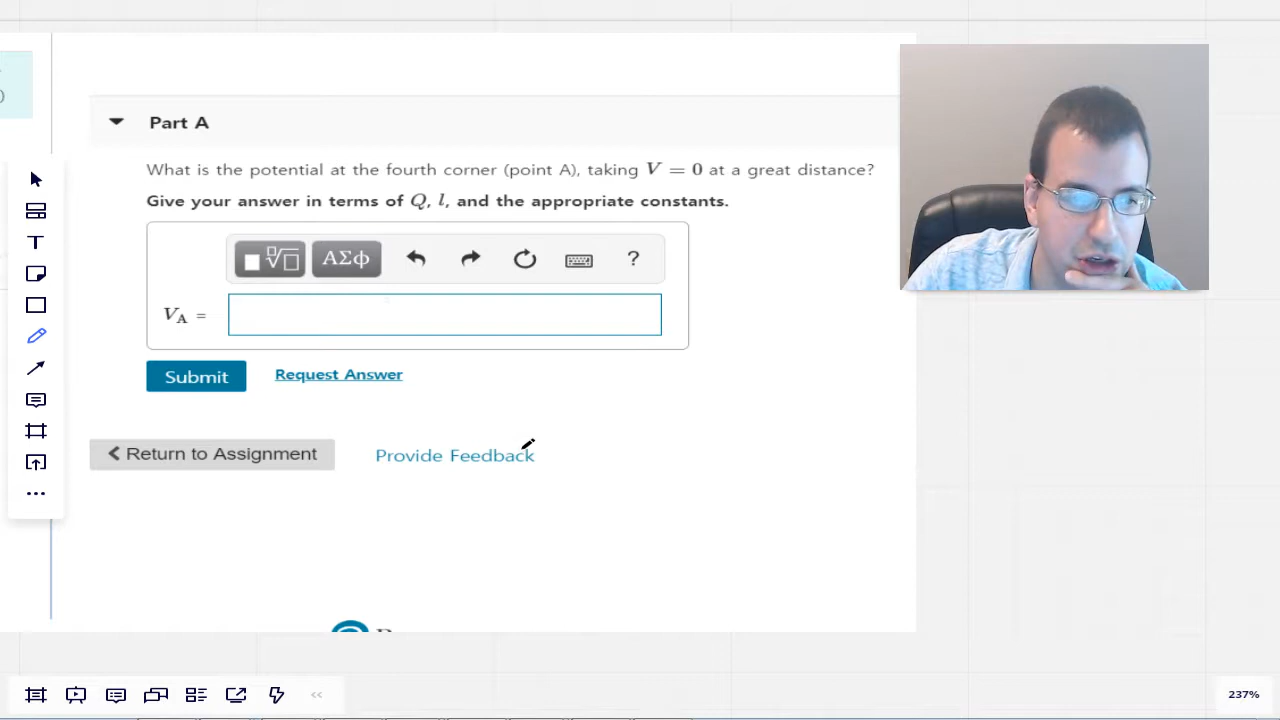 Part A
What is the potential at the fourth corner (point A), taking V = 0 at a great distance?
Give your answer in terms of Q, l, and the appropriate constants.
ΑΣφ
?
V_A =
Submit
Request Answer
Return to Assignment
Provide Feedback
237%